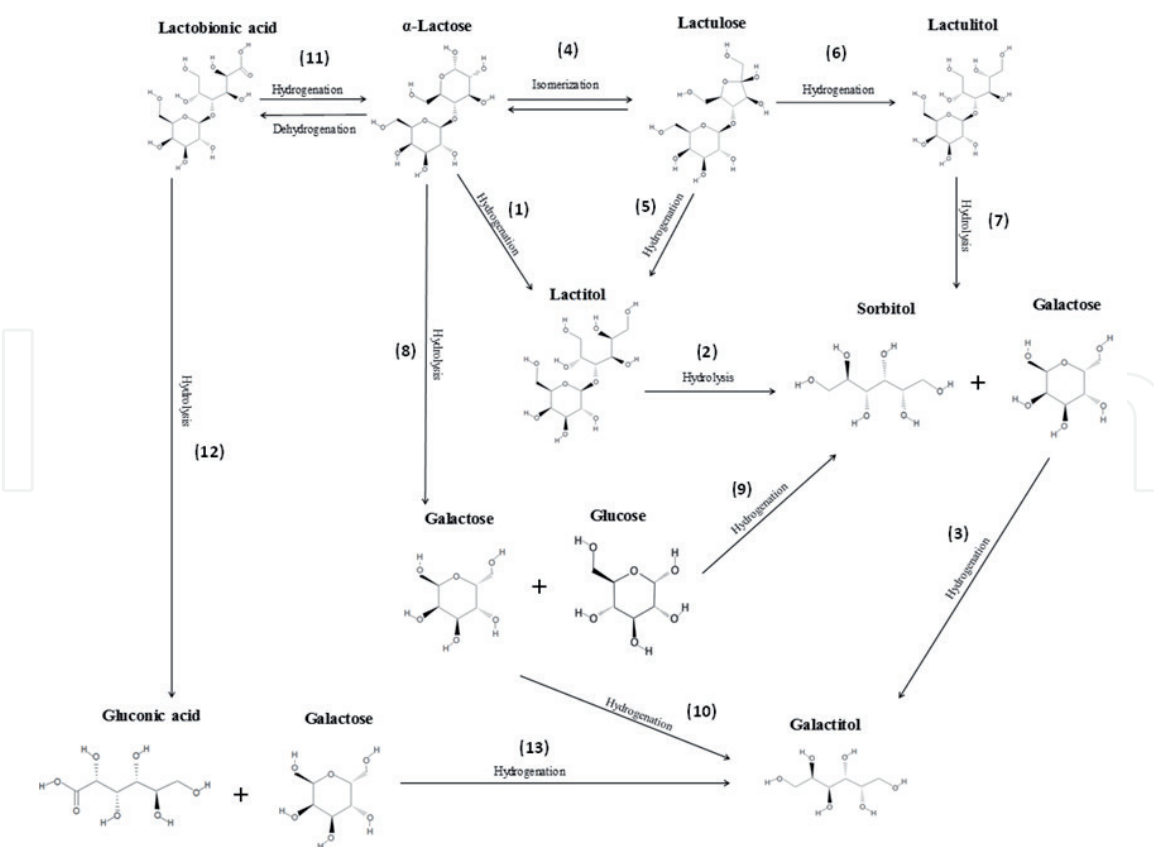 Lactobionic acid
α-Lactose
Lactulose
Lactulitol
(11)
Hydrogenation
Dehydrogenation
(4)
Isomerization
(6)
Hydrogenation
Hydrogenation
(1)
(5)
Hydrogenation
Hydrolysis
(7)
Lactitol
Sorbitol
Galactose
(8)
Hydrolysis
(2)
Hydrolysis
+
Hydrolysis
(12)
(9)
Hydrogenation
(3)
Hydrogenation
Galactose
Glucose
+
Hydrogenation
(10)
Gluconic acid
Galactose
Galactitol
(13)
Hydrogenation
+